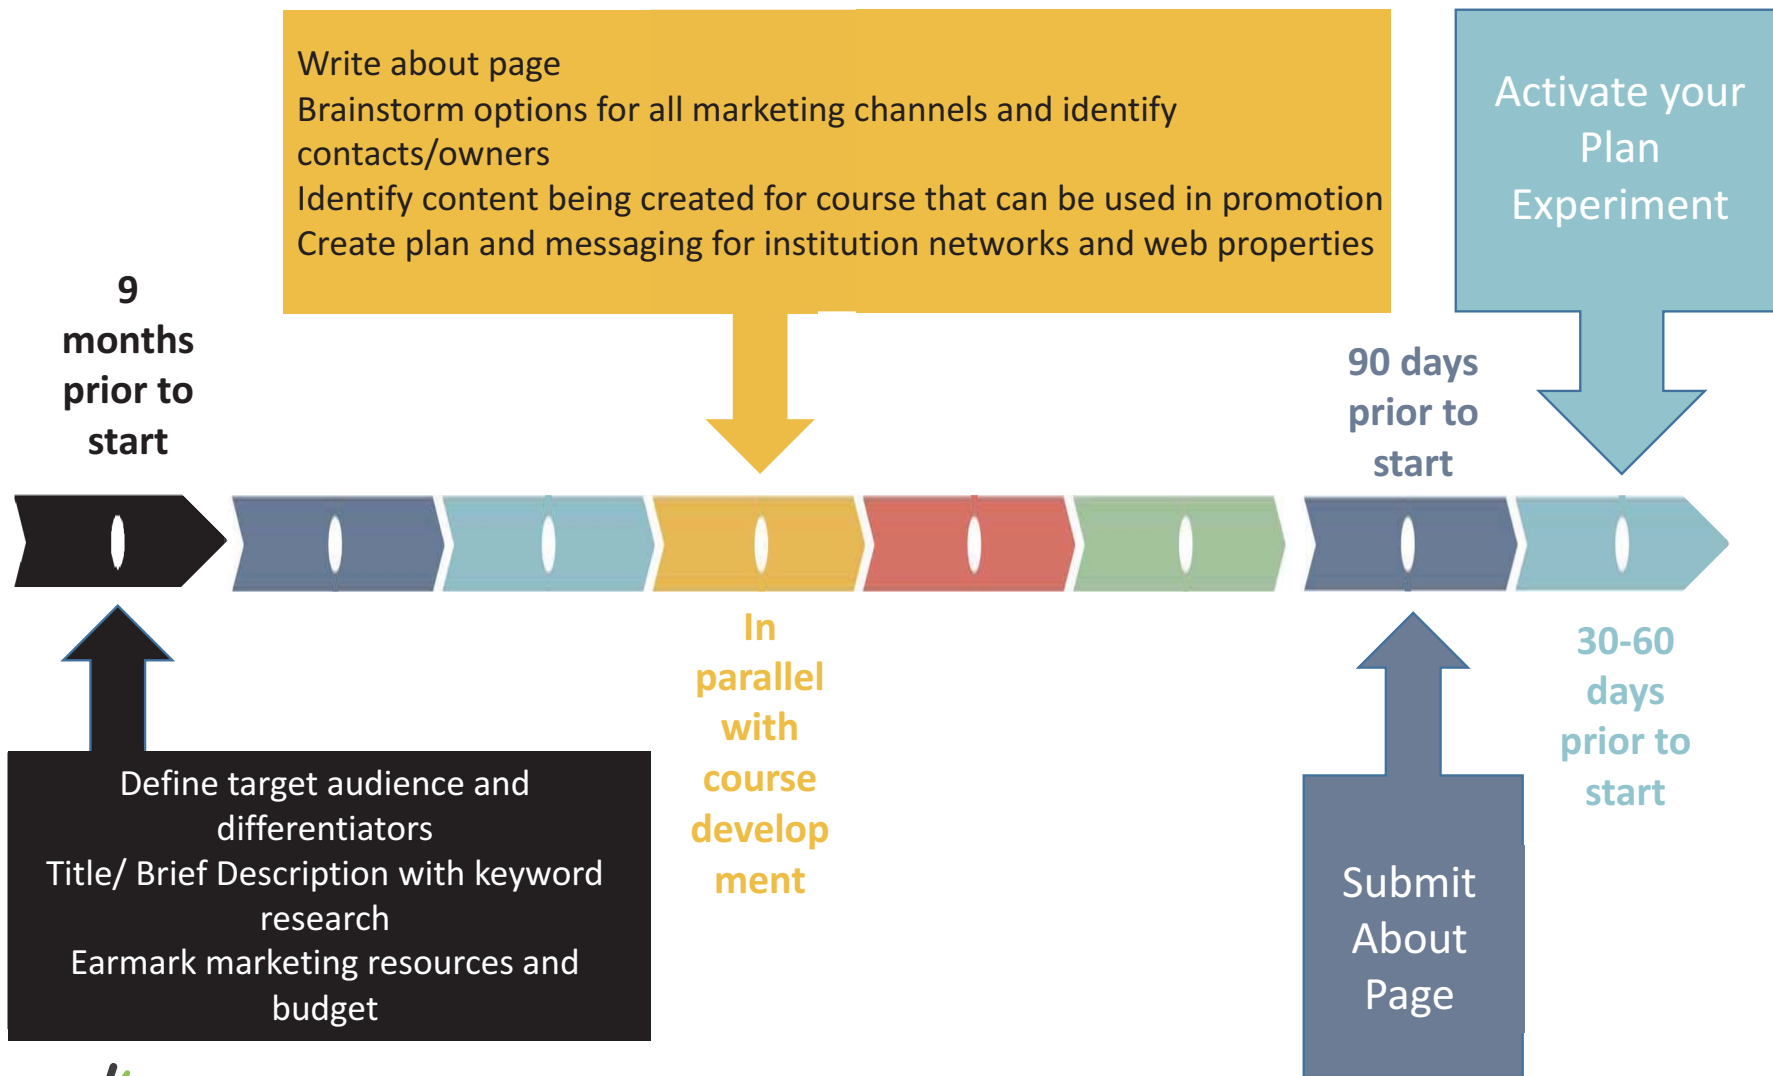 Write about page
Brainstorm options for all marketing channels and identify
contacts/owners
Identify content being created for course that can be used in promotion
Create plan and messaging for institution networks and web properties
Activate your
Plan
Experiment
9
months
prior to
start
90 days
prior to
start
In
parallel
with
course
develop
ment
30-60
days
prior to
start
Define target audience and
differentiators
Title/ Brief Description with keyword
research
Earmark marketing resources and
budget
Submit
About
Page